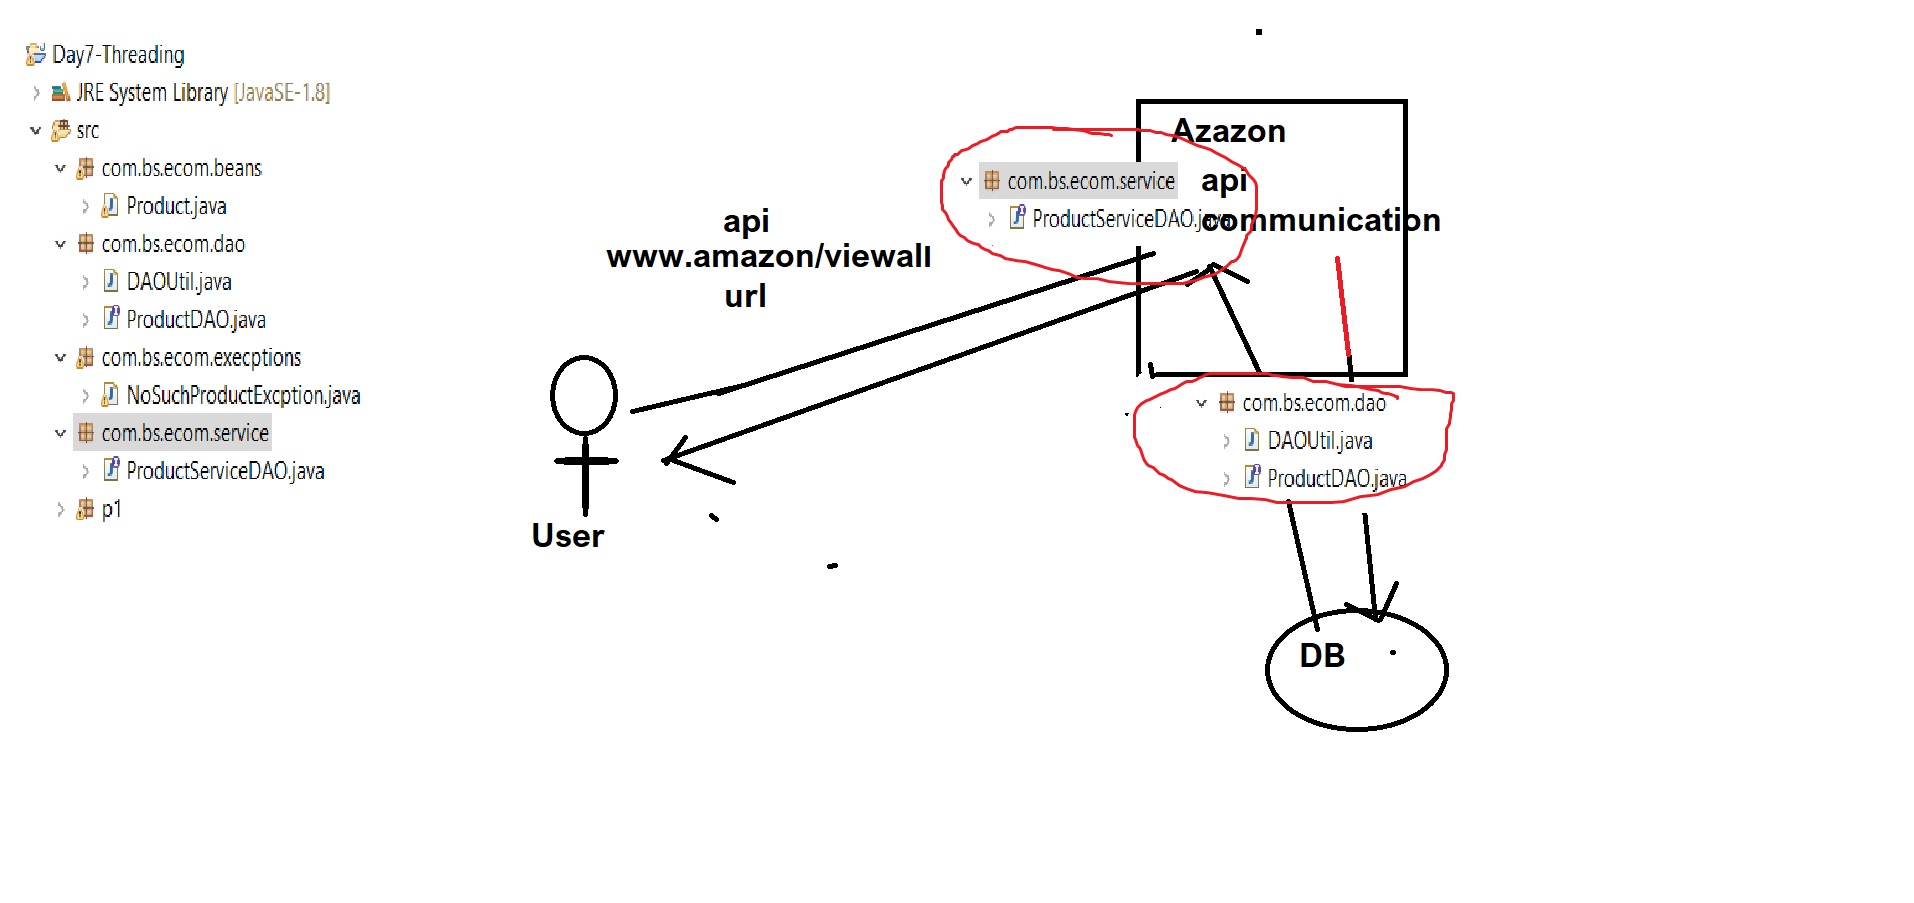 Day7-Threading
JRE System Library [JavaSE-1.8]
src
com.bs.ecom.beans
Product.java
com.bs.ecom.dao
DAOUtil.java
ProductDAO.java
com.bs.ecom.execptions
NoSuchProductExcption.java
com.bs.ecom.service
ProductServiceDAO.java
p1
api
www.amazon/viewall
url
User
Azazon
com.bs.ecom.service
ProductServiceDAO.java
api
communication
com.bs.ecom.dao
DAOUtil.java
ProductDAO.java
DB